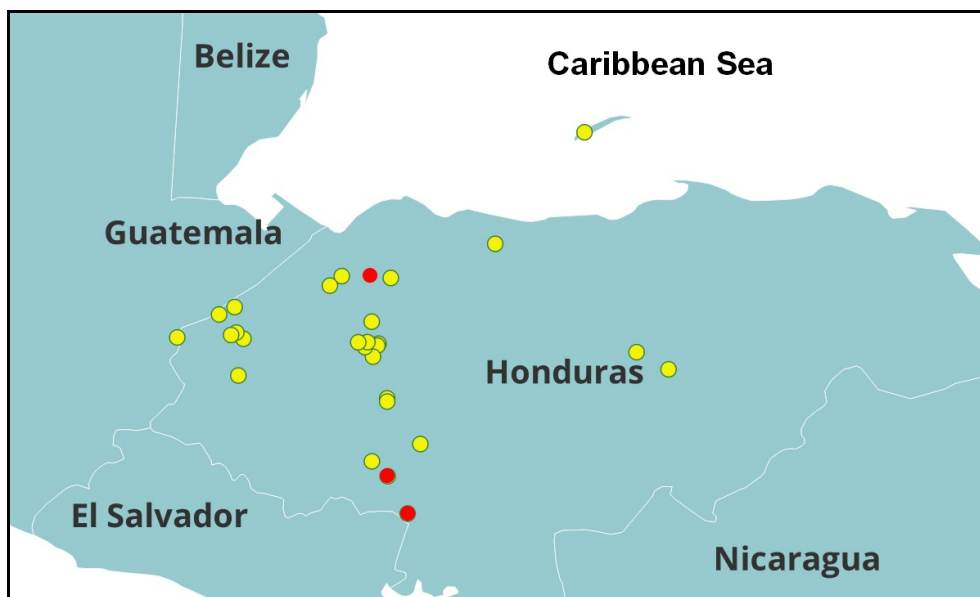 Belize
Caribbean Sea
Guatemala
Honduras
El Salvador
Nicaragua